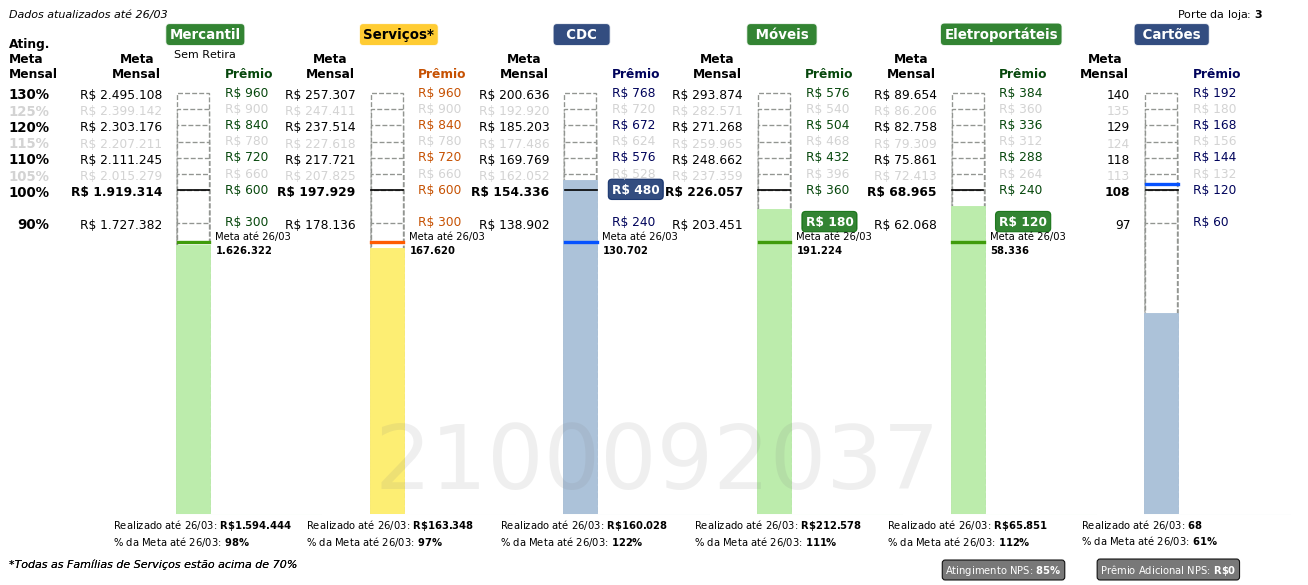 Dados atualizados até 26/03
Porte da loja: 3
Mercantil Serviços* CDC Móveis Eletroportáteis Cartões
Sem Retira
Ating.
Meta
Mensal
Meta Mensal Prêmio Meta Mensal Prêmio Meta Mensal Prêmio Meta Mensal Prêmio Meta Mensal Prêmio Meta Mensal Prêmio
130% R$ 2.495.108 R$ 960 R$ 257.307 R$ 960 R$ 200.636 R$ 768 R$ 293.874 R$ 576 R$ 89.654 R$ 384 140 R$ 192
125% R$ 2.399.142 R$ 900 R$ 247.411 R$ 900 R$ 192.920 R$ 720 R$ 282.571 R$ 540 R$ 86.206 R$ 360 135 R$ 180
120% R$ 2.303.176 R$ 840 R$ 237.514 R$ 840 R$ 185.203 R$ 672 R$ 271.268 R$ 504 R$ 82.758 R$ 336 129 R$ 168
115% R$ 2.207.211 R$ 780 R$ 227.618 R$ 780 R$ 177.486 R$ 624 R$ 259.965 R$ 468 R$ 79.309 R$ 312 124 R$ 156
110% R$ 2.111.245 R$ 720 R$ 217.721 R$ 720 R$ 169.769 R$ 576 R$ 248.662 R$ 432 R$ 75.861 R$ 288 118 R$ 144
105% R$ 2.015.279 R$ 660 R$ 207.825 R$ 660 R$ 162.052 R$ 528 R$ 237.359 R$ 396 R$ 72.413 R$ 264 113 R$ 132
100% R$ 1.919.314 R$ 600 R$ 197.929 R$ 600 R$ 154.336 R$ 480 R$ 226.057 R$ 360 R$ 68.965 R$ 240 108 R$ 120
90% R$ 1.727.382 R$ 300 R$ 178.136 R$ 300 R$ 138.902 R$ 240 R$ 203.451 R$ 180 R$ 62.068 R$ 120 97 R$ 60
Meta até 26/03 Meta até 26/03 Meta até 26/03 Meta até 26/03 Meta até 26/03
1.626.322 167.620 130.702 191.224 58.336
2100092037
Realizado até 26/03: R$1.594.444 Realizado até 26/03: R$163.348 Realizado até 26/03: R$160.028 Realizado até 26/03: R$212.578 Realizado até 26/03: R$65.851 Realizado até 26/03: 68
% da Meta até 26/03: 98% % da Meta até 26/03: 97% % da Meta até 26/03: 122% % da Meta até 26/03: 111% % da Meta até 26/03: 112% % da Meta até 26/03: 61%
*Todas as Famílias de Serviços estão acima de 70%
Atingimento NPS: 85% Prêmio Adicional NPS: R$0